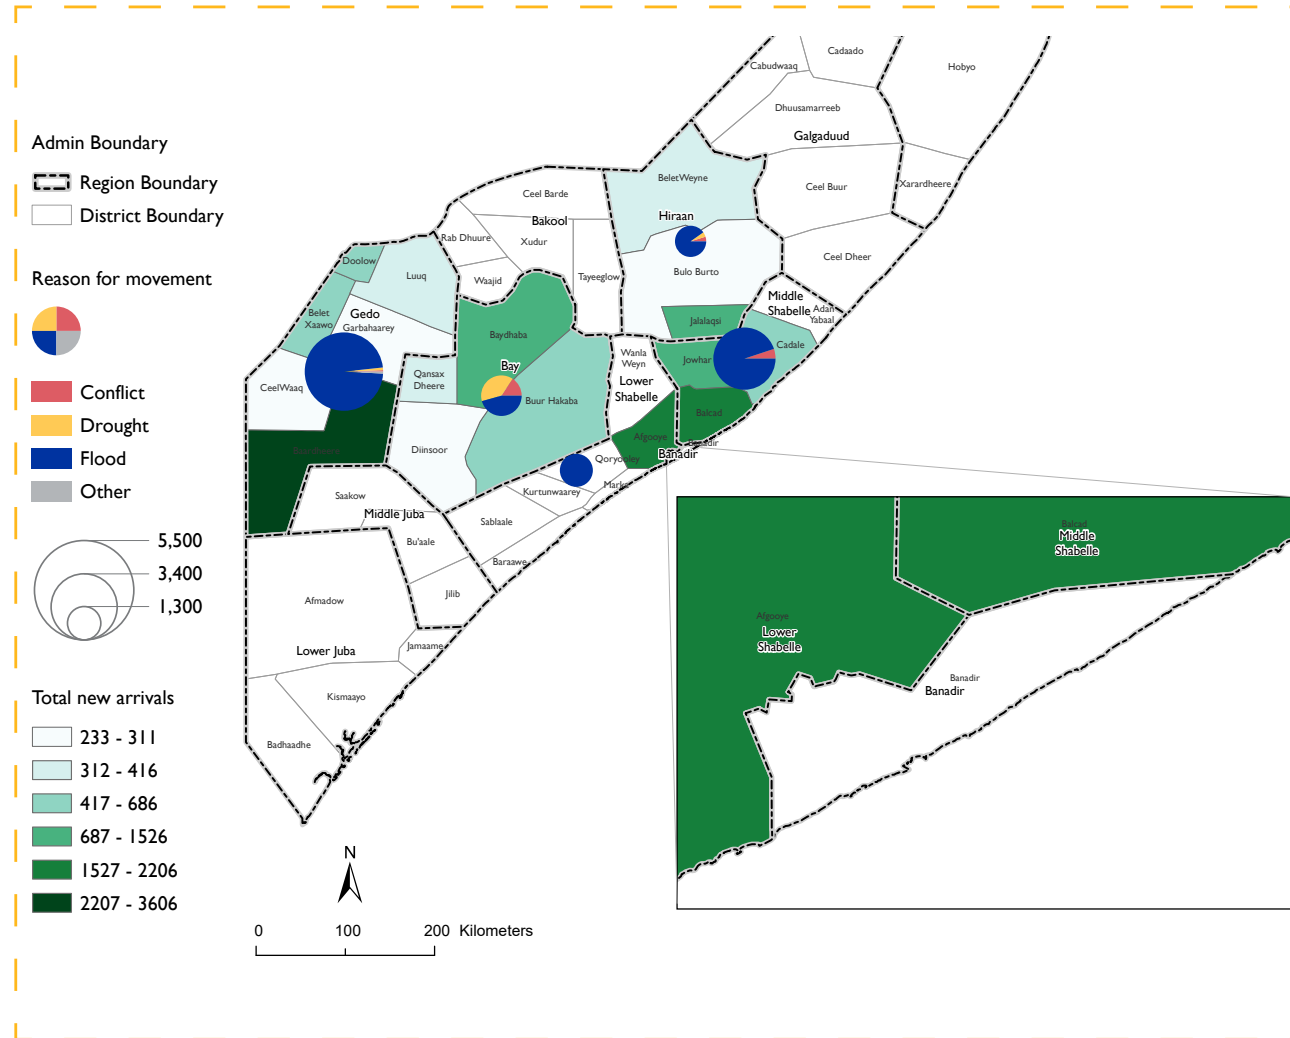 Admin Boundary
Region Boundary
District Boundary
Reason for movement
Conflict
Drought
Flood
Other
5,500
3,400
1,300
Total new arrivals
233 - 311
312 - 416
417 - 686
687 - 1526
1527 - 2206
2207 - 3606
Cabudwaaq
Cadaado
Hobyo
Dhuusamarreeb
Galgaduud
Ceel Buur
Xarardheere
Ceel Dheer
BeletWeyne
Hiraan
Bulo Burto
Jalalaqsi
Ceel Barde
Bakool
Rab Dhuure
Xudur
Waajid
Tayeeglow
Middle
Shabelle
Adan
Yabaal
Cadale
Jowhar
Balcad
Doolow
Luuq
Belet
Xaawo
Gedo
Garbahaarey
CeelWaaq
Baydhaba
Bay
Qansax
Dheere
Buur Hakaba
Diinsoor
Wanla
Weyn
Lower
Shabelle
Afgooye
Banadir
Banadir
Qoryooley
Marka
Kurtunwaarey
Sablaale
Baraawe
Saakow
Middle Juba
Bu'aale
Jilib
Afmadow
Lower Juba
Jamaame
Kismaayo
Badhaadhe
Balcad
Middle
Shabelle
Afgooye
Lower
Shabelle
Banadir
Banadir
N
0 100 200 Kilometers